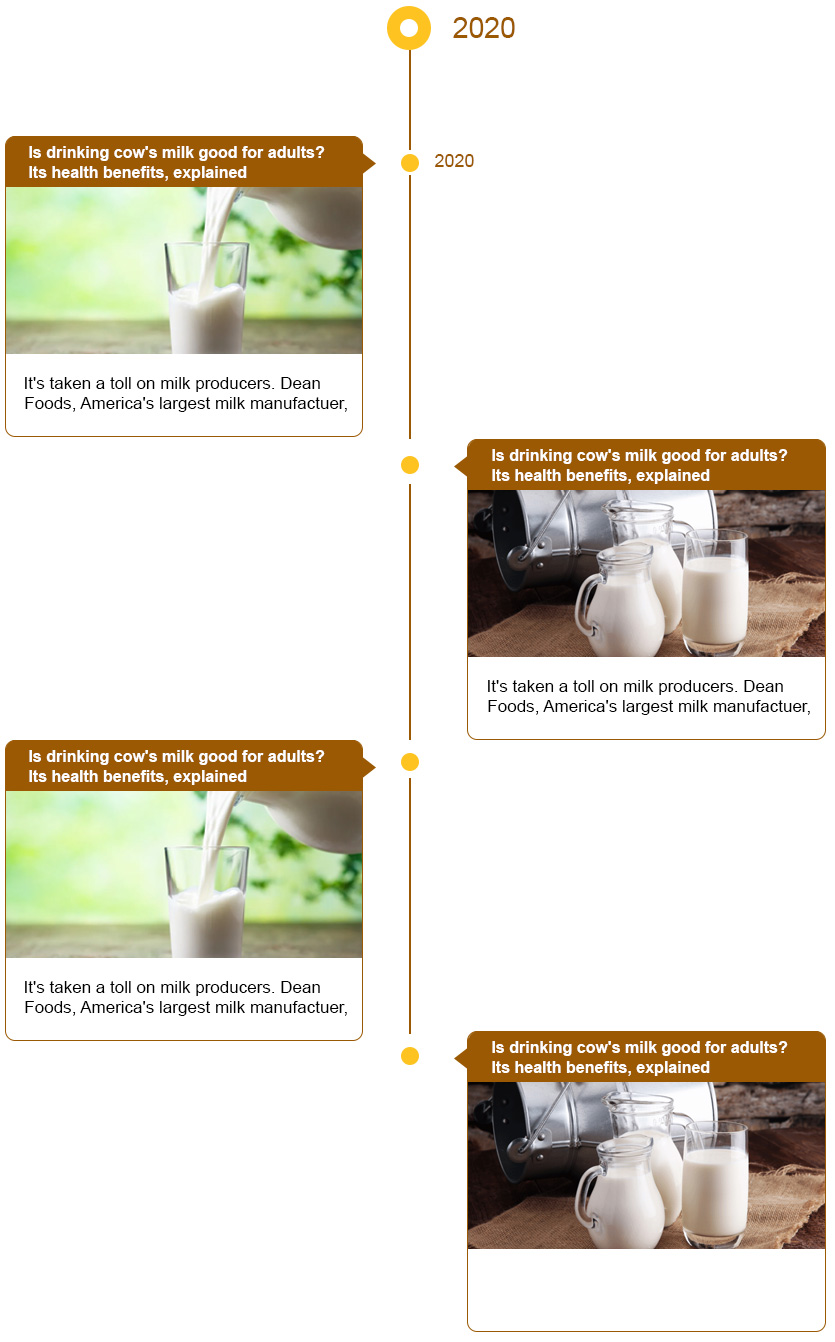 2020
Is drinking cow's milk good for adults?
Its health benefits, explained
2020
It's taken a toll on milk producers. Dean
Foods, America's largest milk manufactuer,
Is drinking cow's milk good for adults?
Its health benefits, explained
It's taken a toll on milk producers. Dean
Foods, America's largest milk manufactuer,
Is drinking cow's milk good for adults?
Its health benefits, explained
It's taken a toll on milk producers. Dean
Foods, America's largest milk manufactuer,
Is drinking cow's milk good for adults?
Its health benefits, explained